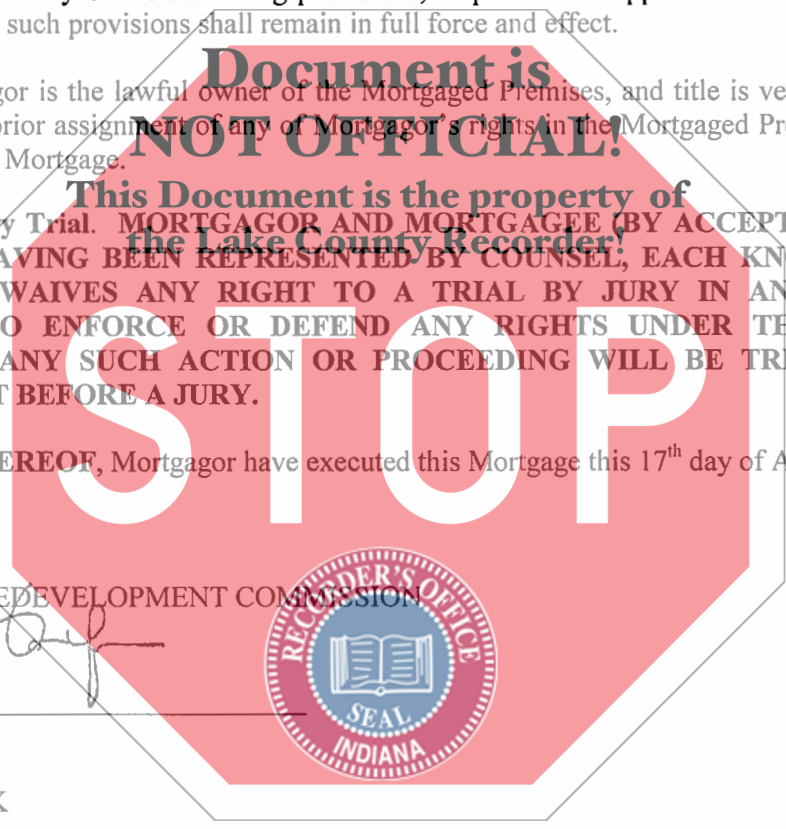 such provisions shall remain in full force and effect.
Document is
gor is the lawful owner of the Mortgaged Premises, and title is ve
NOT OFFICIAL!
prior assignment of any of Mortgagor's rights in the Mortgaged Pre
Mortgage.
This Document is the property of
y Trial. MORTGAGOR AND MORTGAGEE (BY ACCEPT
the Lake County Recorder!
AVING BEEN REPRESENTED BY COUNSEL, EACH KN
WAIVES ANY RIGHT TO A TRIAL BY JURY IN AN
O ENFORCE OR DEFEND ANY RIGHTS UNDER TH
ANY SUCH ACTION OR PROCEEDING WILL BE TR
T BEFORE A JURY.
STOP
EREOF, Mortgagor have executed this Mortgage this 17th day of A
EDEVELOPMENT COMMISSION
RECORDER'S OFFICE
SEAL
INDIANA
K